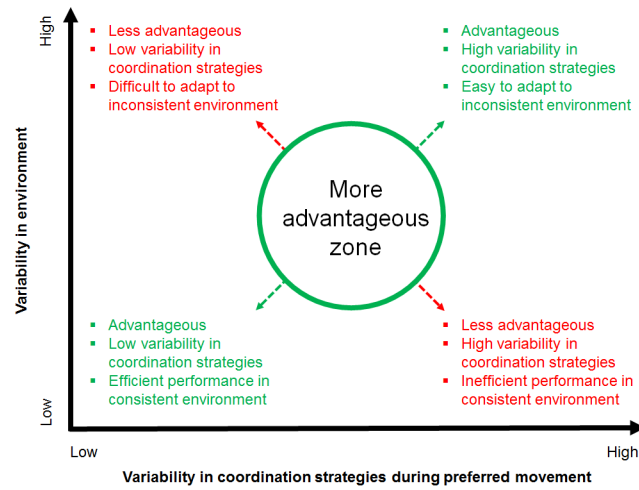 High
▪ Less advantageous
▪ Low variability in
coordination strategies
▪ Difficult to adapt to
inconsistent environment
▪ Advantageous
▪ High variability in
coordination strategies
▪ Easy to adapt to
inconsistent environment
Variability in environment
More
advantageous
zone
▪ Advantageous
▪ Low variability in
coordination strategies
▪ Efficient performance in
consistent environment
▪ Less advantageous
▪ High variability in
coordination strategies
▪ Inefficient performance in
consistent environment
Low
Low
High
Variability in coordination strategies during preferred movement